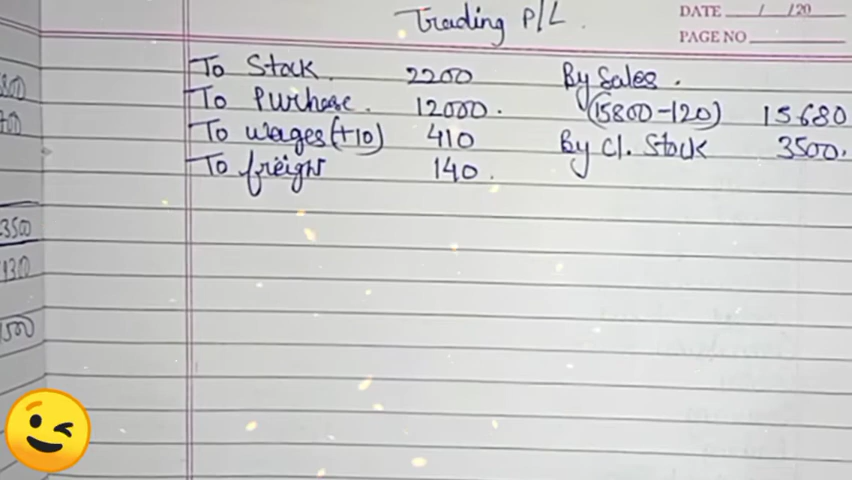 Trading P/L.
DATE / /20
PAGE NO
To Stock. 2200 By Sales.
To Purchase. 12000. (15800-120) 15680
To wages(+10) 410 By Cl. Stock 3500.
To freight 140.
3500